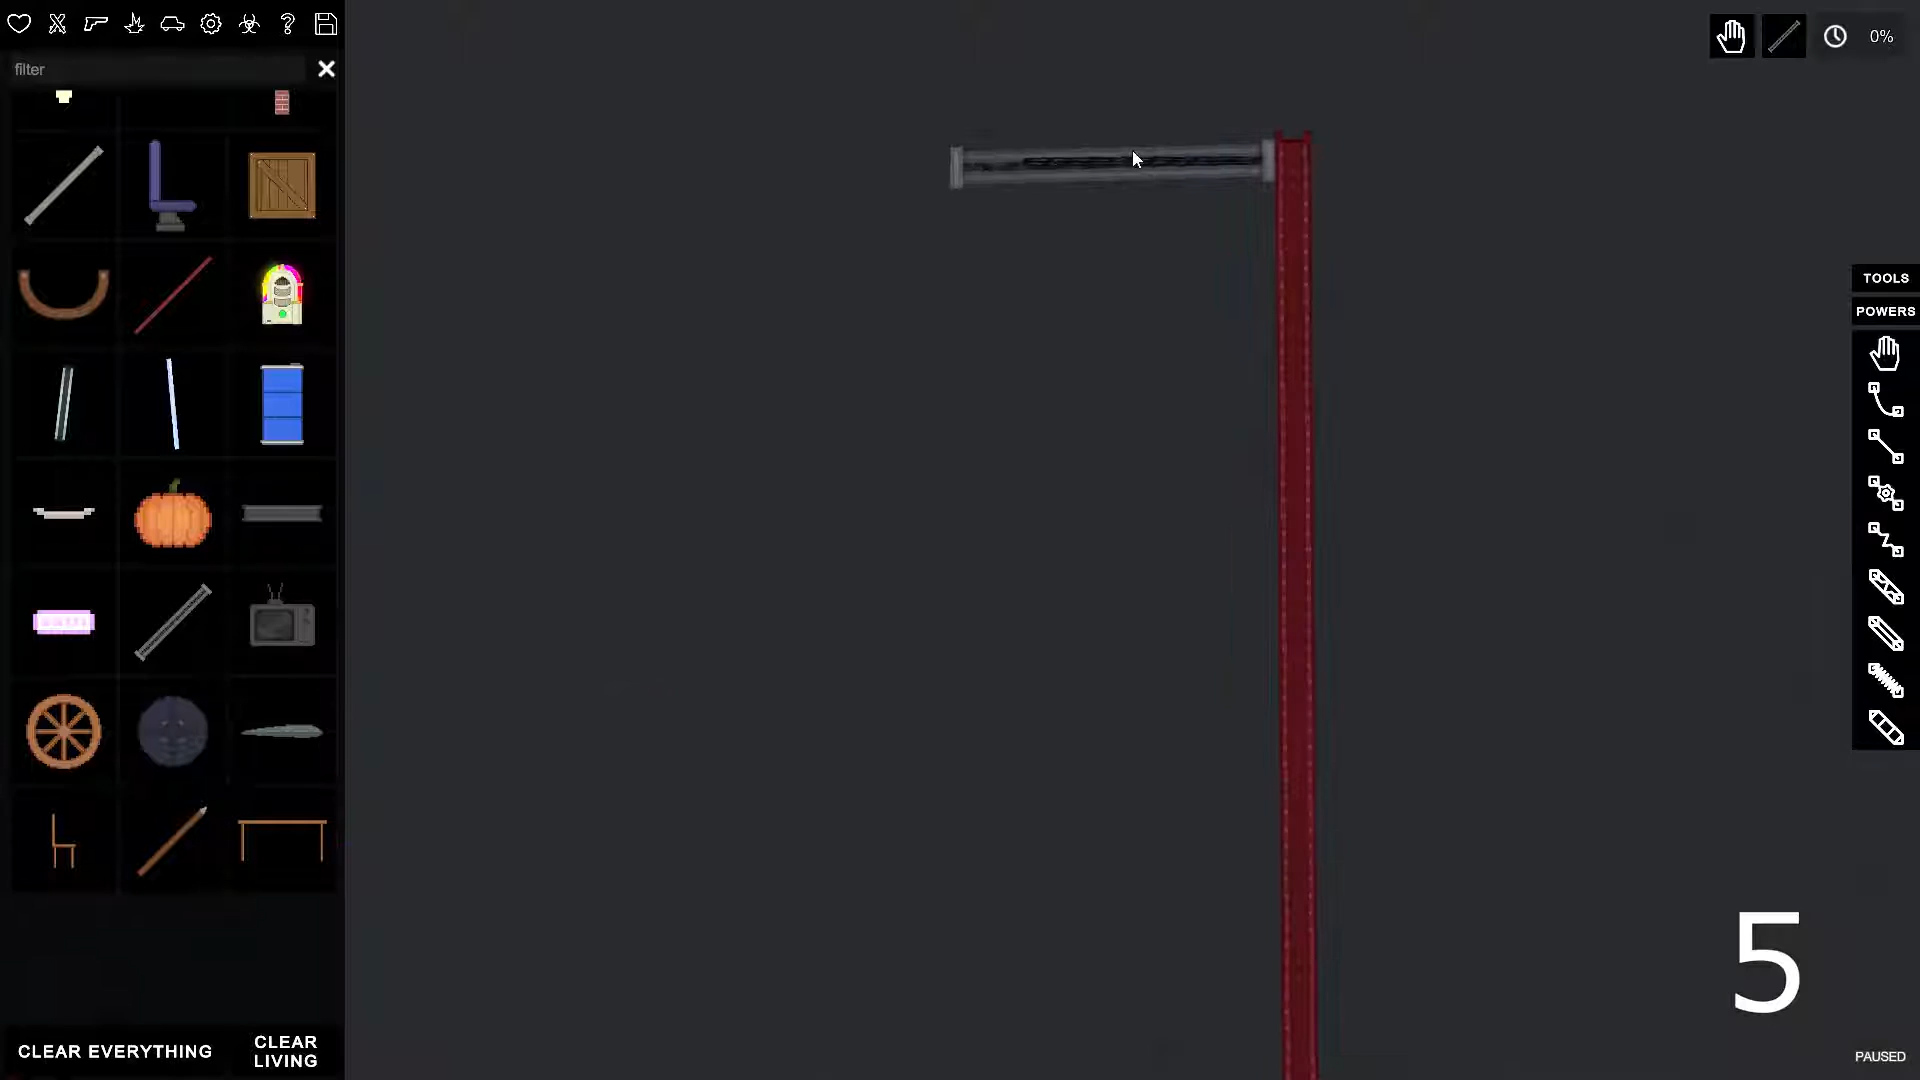 filter
0%
TOOLS
POWERS
5
CLEAR EVERYTHING
CLEAR
LIVING
PAUSED